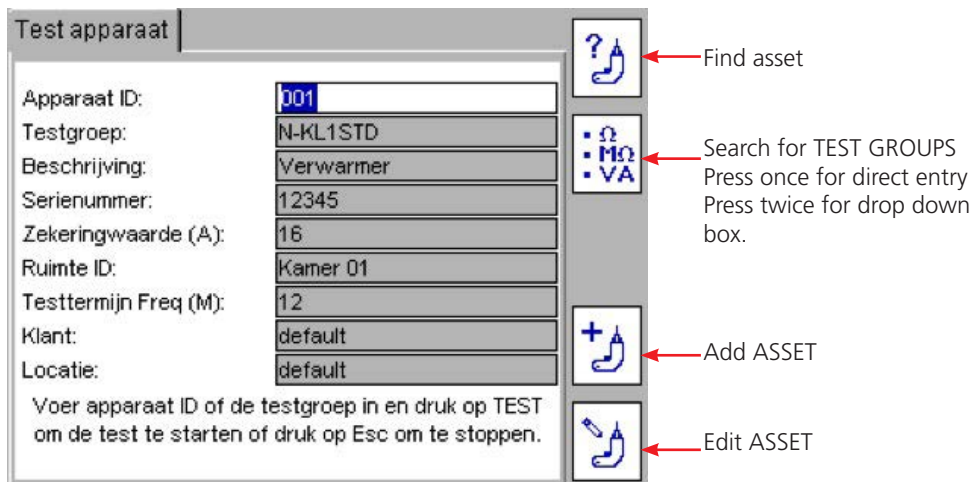 Test apparaat
Apparaat ID: 001
Testgroep: N-KL1STD
Beschrijving: Verwarmer
Serienummer: 12345
Zekeringwaarde (A): 16
Ruimte ID: Kamer 01
Testtermijn Freq (M): 12
Klant: default
Locatie: default
Voer apparaat ID of de testgroep in en druk op TEST
om de test te starten of druk op Esc om te stoppen.
?
Find asset
Ω
MΩ
VA
Search for TEST GROUPS
Press once for direct entry
Press twice for drop down
box.
+
Add ASSET
Edit ASSET